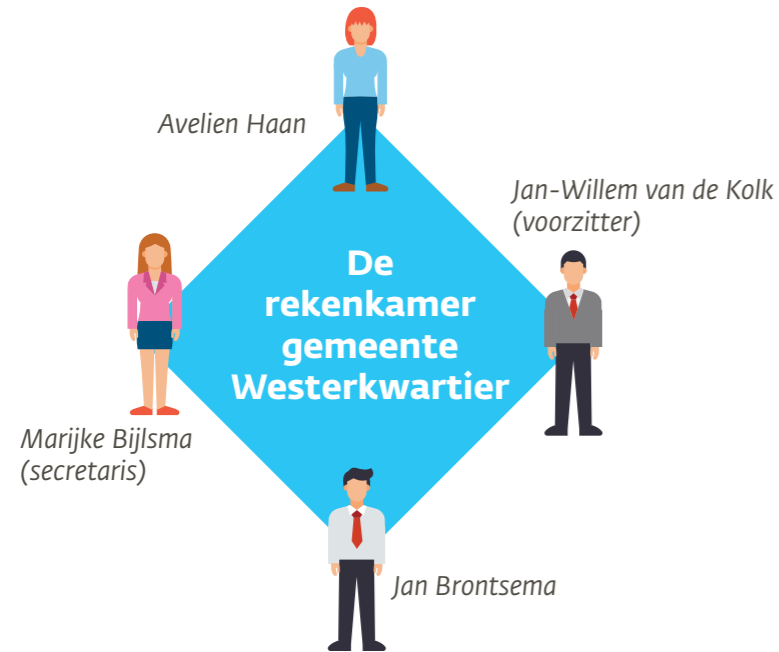 Avelien Haan
Jan-Willem van de Kolk
(voorzitter)
De
rekenkamer
gemeente
Westerkwartier
Marijke Bijlsma
(secretaris)
Jan Brontsema